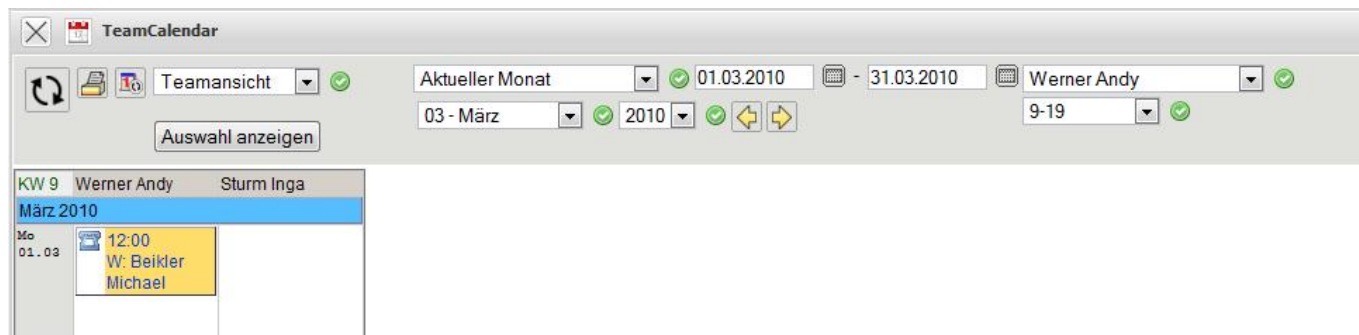 TeamCalendar
Teamansicht
Aktueller Monat
01.03.2010 - 31.03.2010
Werner Andy
03 - März
2010
9-19
Auswahl anzeigen
KW 9 Werner Andy Sturm Inga
März 2010
Mo
01.03
12:00
W: Beikler
Michael